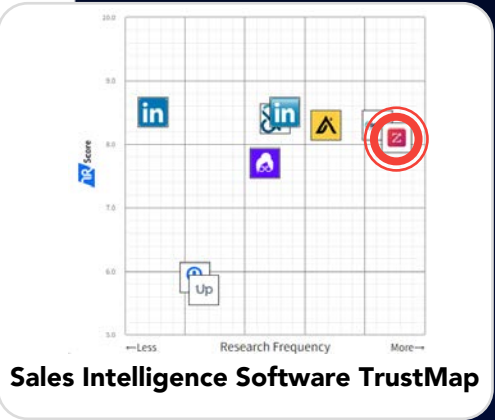 10.0
9.0
in
in
Z
8.0
tR Score
7.0
6.0
Up
5.0
←Less Research Frequency More→
Sales Intelligence Software TrustMap